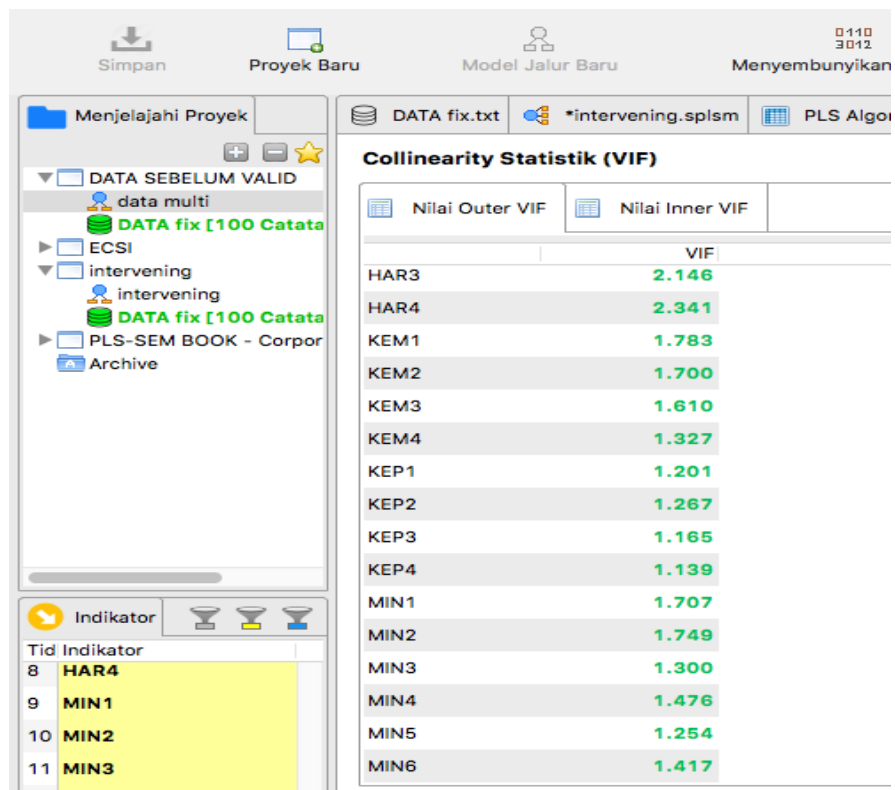 0110
3012
Simpan Proyek Baru Model Jalur Baru Menyembunyikan
Menjelajahi Proyek
DATA SEBELUM VALID
data multi
DATA fix [100 Catata
ECSI
intervening
intervening
DATA fix [100 Catata
PLS-SEM BOOK - Corpor
Archive
Indikator
Tid Indikator
8 HAR4
9 MIN1
10 MIN2
11 MIN3
DATA fix.txt *intervening.splsm PLS Algor
Collinearity Statistik (VIF)
Nilai Outer VIF Nilai Inner VIF
VIF
HAR3 2.146
HAR4 2.341
KEM1 1.783
KEM2 1.700
KEM3 1.610
KEM4 1.327
KEP1 1.201
KEP2 1.267
KEP3 1.165
KEP4 1.139
MIN1 1.707
MIN2 1.749
MIN3 1.300
MIN4 1.476
MIN5 1.254
MIN6 1.417